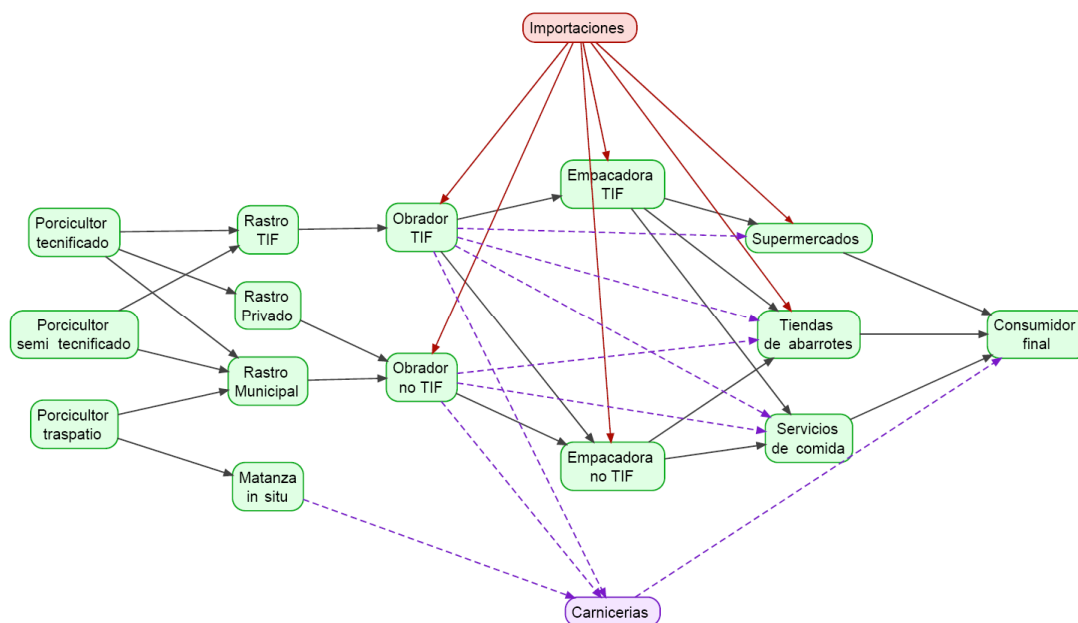 Importaciones
Porcicultor
tecnificado
Porcicultor
semi tecnificado
Porcicultor
traspatio
Rastro
TIF
Rastro
Privado
Rastro
Municipal
Matanza
in situ
Obrador
TIF
Obrador
no TIF
Empacadora
TIF
Empacadora
no TIF
Carnicerias
Supermercados
Tiendas
de abarrotes
Servicios
de comida
Consumidor
final